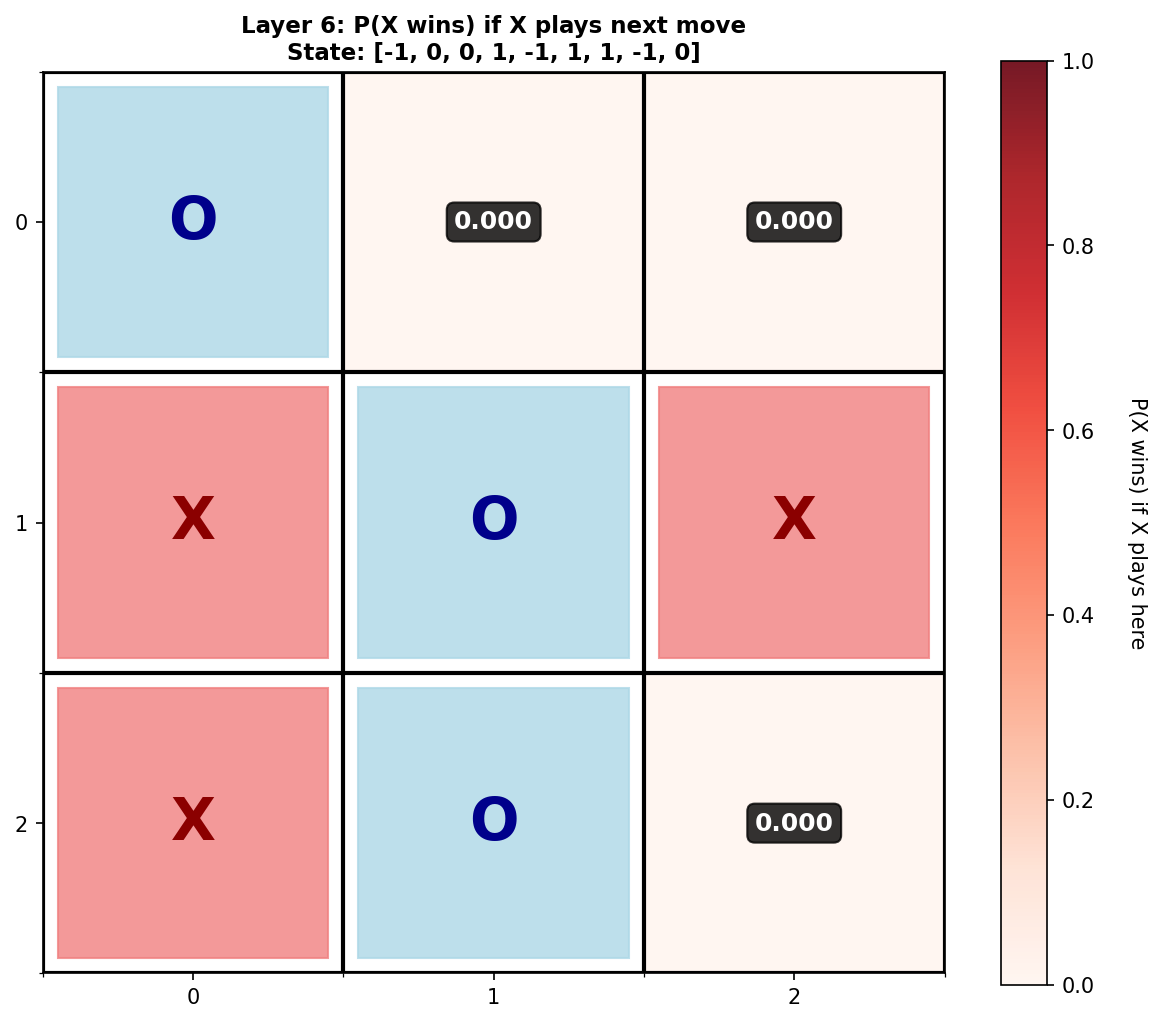 Layer 6: P(X wins) if X plays next move
State: [-1, 0, 0, 1, -1, 1, 1, -1, 0]
0
O
0.000
0.000
1
X
O
X
2
X
O
0.000
0
1
2
1.0
0.8
0.6
0.4
0.2
0.0
P(X wins) if X plays here